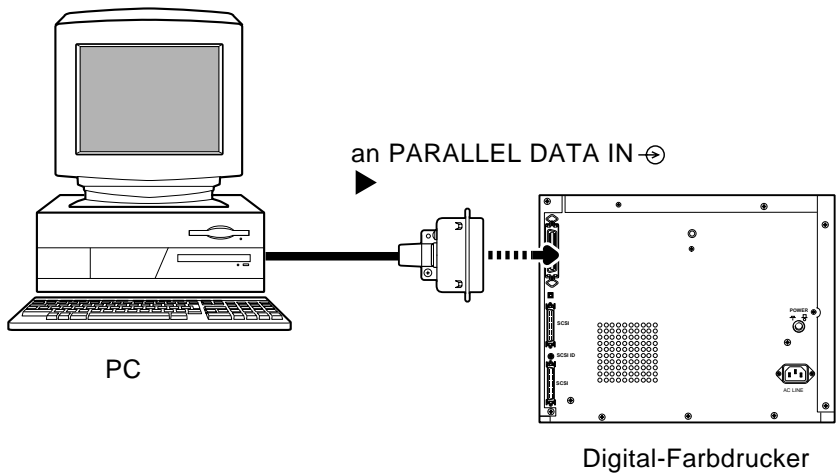 an PARALLEL DATA IN
POWER
SCSI
SCSI ID
SCSI
AC LINE
PC
Digital-Farbdrucker